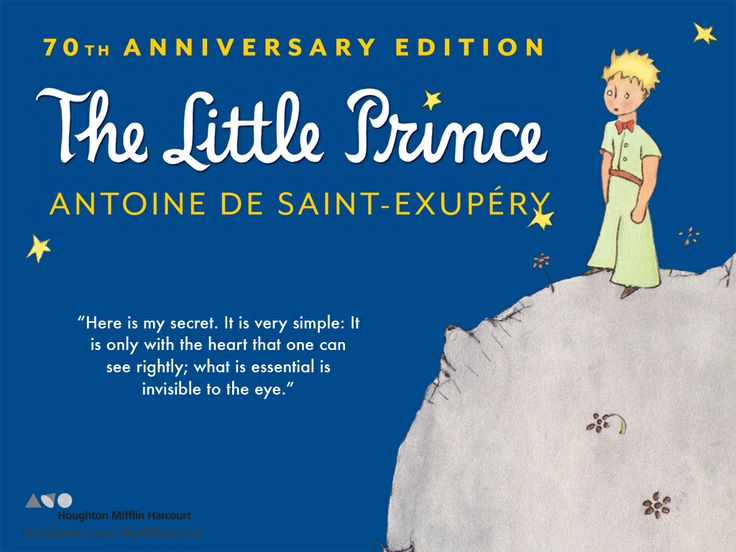 70TH ANNIVERSARY EDITION
The Little Prince
ANTOINE DE SAINT-EXUPÉRY
“Here is my secret. It is very simple: It
is only with the heart that one can
see rightly; what is essential is
invisible to the eye.”
Houghton Mifflin Harcourt